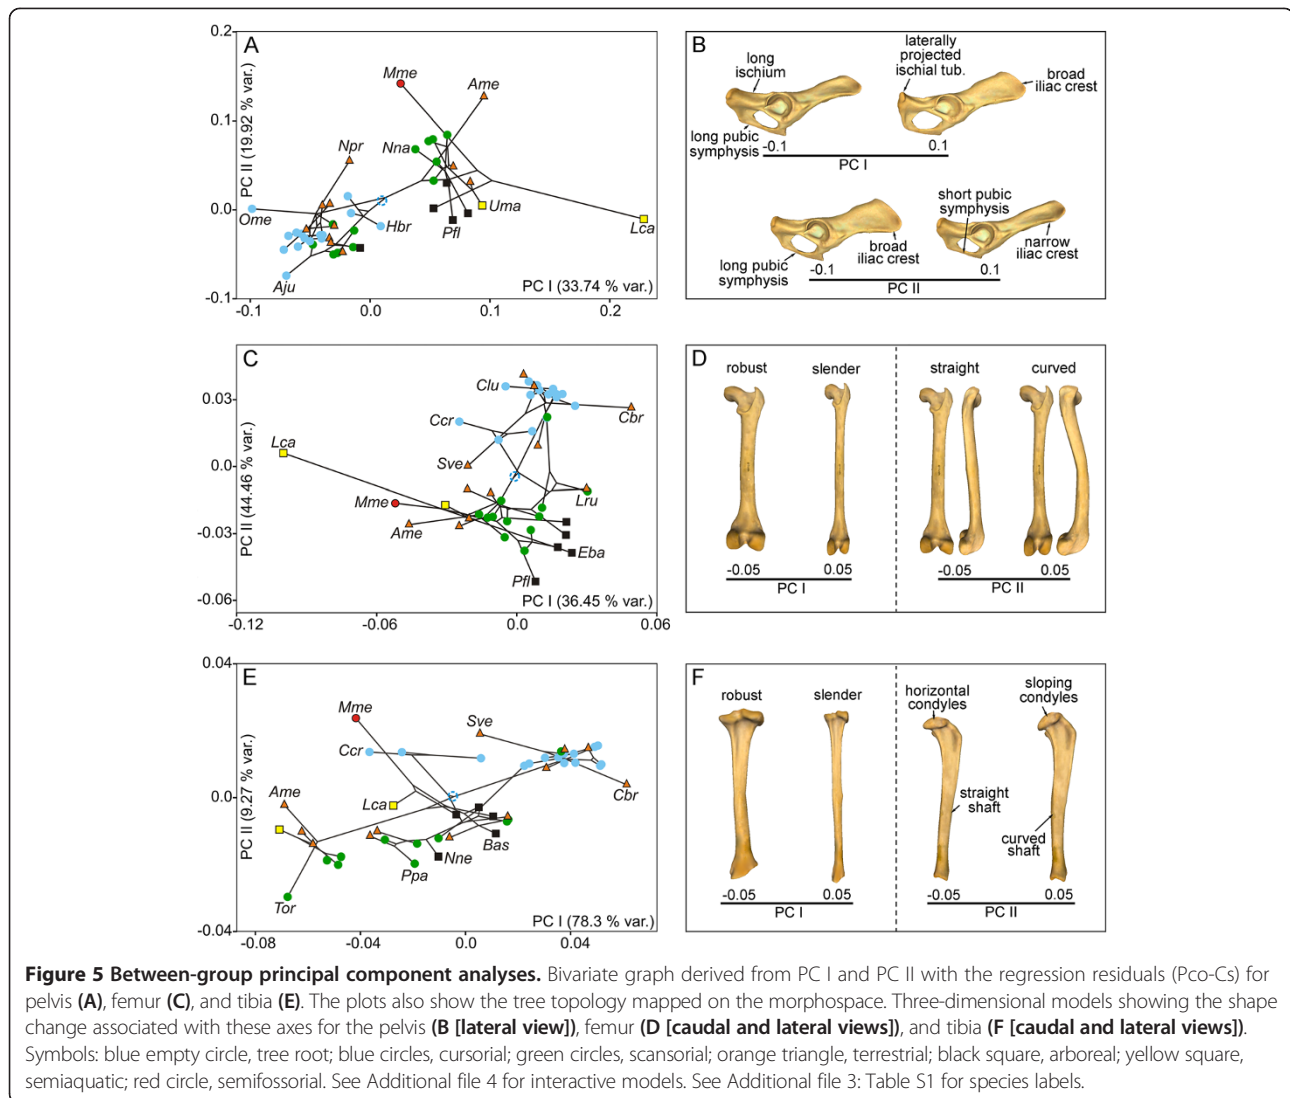 A
0.2
0.1
0.0
-0.1
PC II (19.92 % var.)
Mme
Ame
Npr
Nna
Ome
Hbr
Pfl
Uma
Lca
Aju
PC I (33.74 % var.)
-0.1
0.0
0.1
0.2
B
long
ischium
laterally
projected
ischial tub.
broad
iliac crest
long pubic
symphysis
-0.1
0.1
PC I
short pubic
symphysis
broad
iliac crest
narrow
iliac crest
long pubic
symphysis
-0.1
0.1
PC II
C
0.03
0.0
-0.03
-0.06
PC II (44.46 % var.)
Clu
Cbr
Ccr
Lca
Sve
Mme
Lru
Ame
Eba
Pfl
PC I (36.45 % var.)
-0.12
-0.06
0.0
0.06
D
robust
slender
straight
curved
-0.05
0.05
PC I
-0.05
0.05
PC II
E
0.04
0.0
-0.04
PC II (9.27 % var.)
Mme
Sve
Ccr
Cbr
Ame
Lca
Bas
Nne
Ppa
Tor
PC I (78.3 % var.)
-0.08
-0.04
0.0
0.04
F
robust
slender
horizontal
condyles
sloping
condyles
straight
shaft
curved
shaft
-0.05
0.05
PC I
-0.05
0.05
PC II
Figure 5 Between-group principal component analyses. Bivariate graph derived from PC I and PC II with the regression residuals (Pco-Cs) for
pelvis (A), femur (C), and tibia (E). The plots also show the tree topology mapped on the morphospace. Three-dimensional models showing the shape
change associated with these axes for the pelvis (B [lateral view]), femur (D [caudal and lateral views]), and tibia (F [caudal and lateral views]).
Symbols: blue empty circle, tree root; blue circles, cursorial; green circles, scansorial; orange triangle, terrestrial; black square, arboreal; yellow square,
semiaquatic; red circle, semifossorial. See Additional file 4 for interactive models. See Additional file 3: Table S1 for species labels.